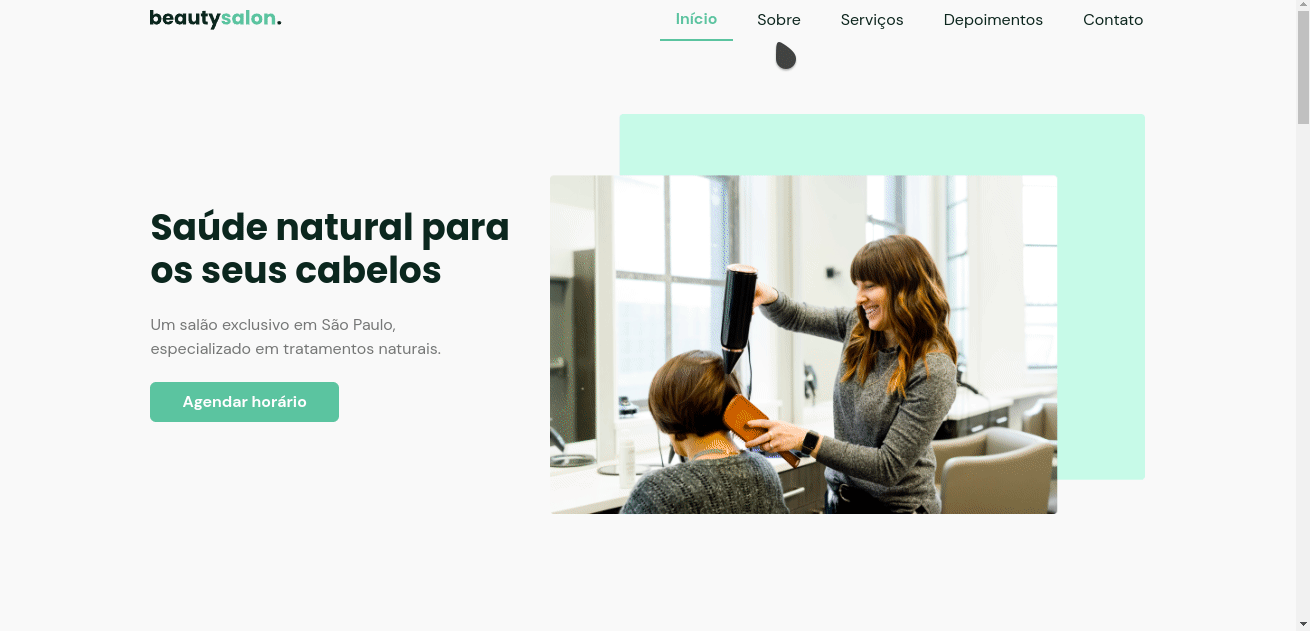 beautysalon.
Início
Sobre
Serviços
Depoimentos
Contato
Saúde natural para
os seus cabelos
Um salão exclusivo em São Paulo,
especializado em tratamentos naturais.
Agendar horário